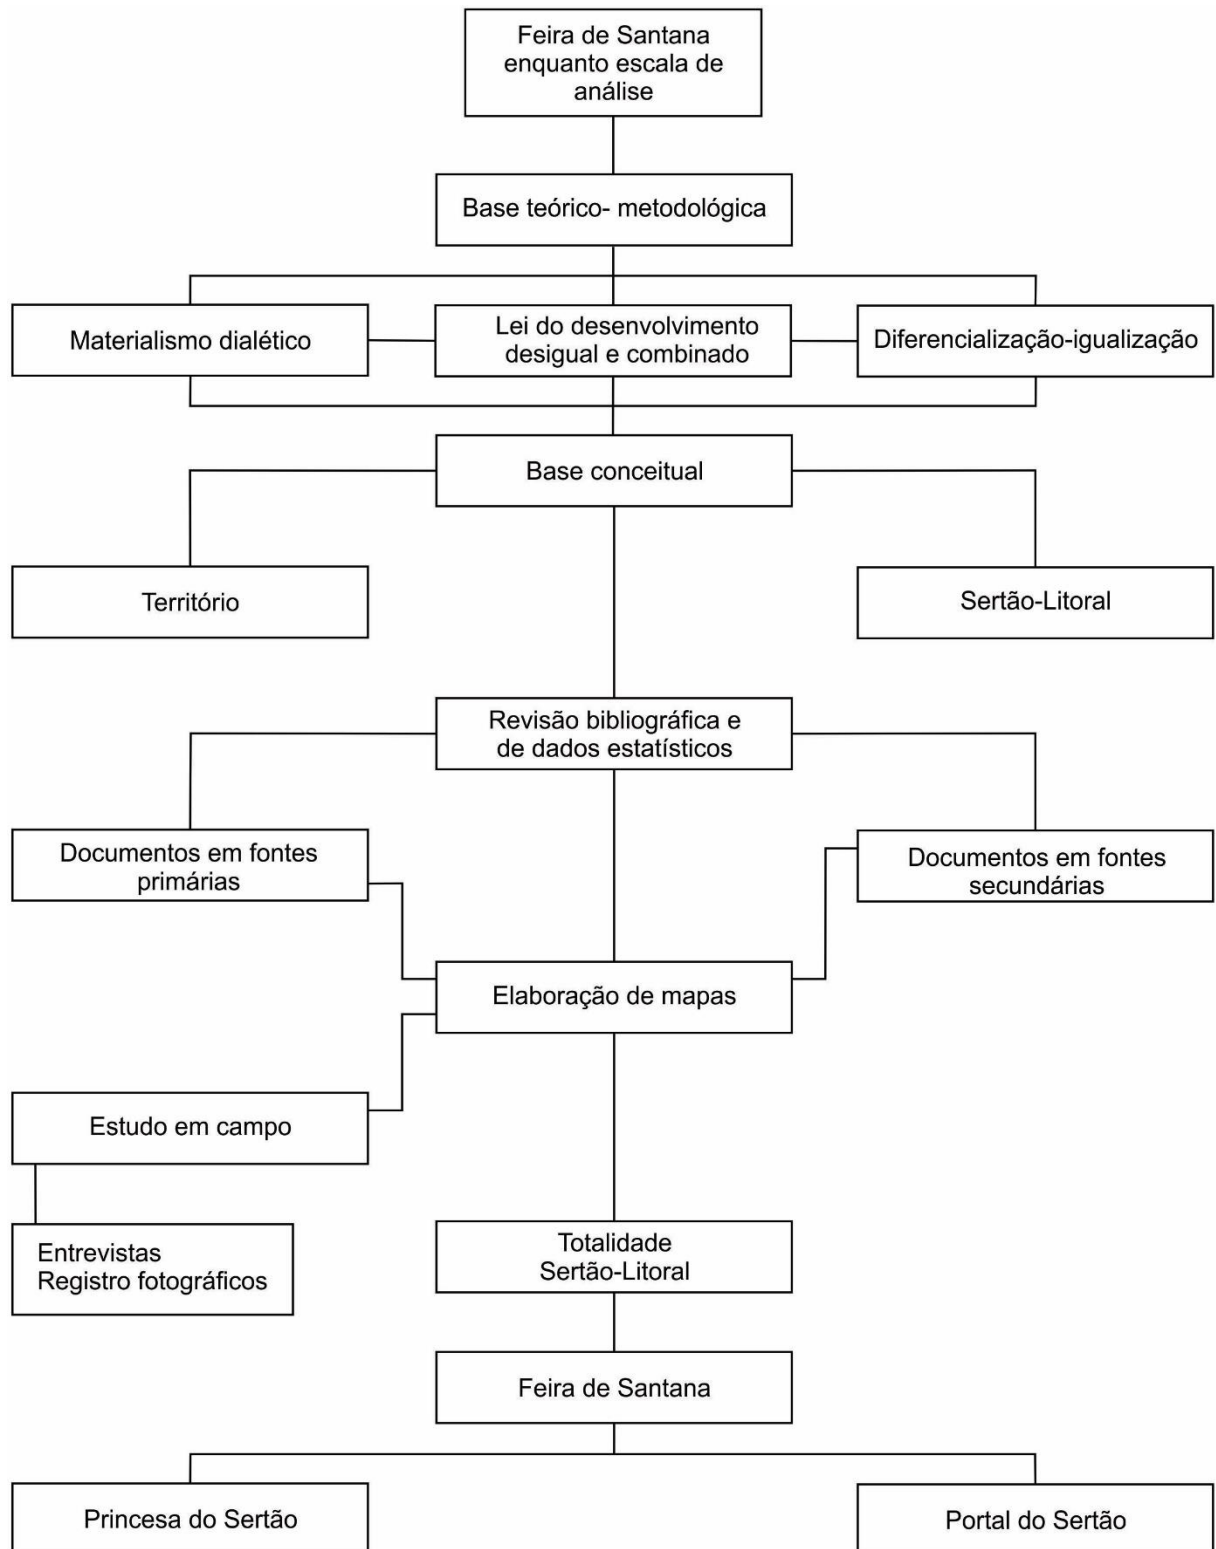 Feira de Santana
enquanto escala de
análise
Base teórico- metodológica
Materialismo dialético
Lei do desenvolvimento
desigual e combinado
Diferencialização-igualização
Base conceitual
Território
Sertão-Litoral
Revisão bibliográfica e
de dados estatísticos
Documentos em fontes
primárias
Documentos em fontes
secundárias
Elaboração de mapas
Estudo em campo
Entrevistas
Registro fotográficos
Totalidade
Sertão-Litoral
Feira de Santana
Princesa do Sertão
Portal do Sertão